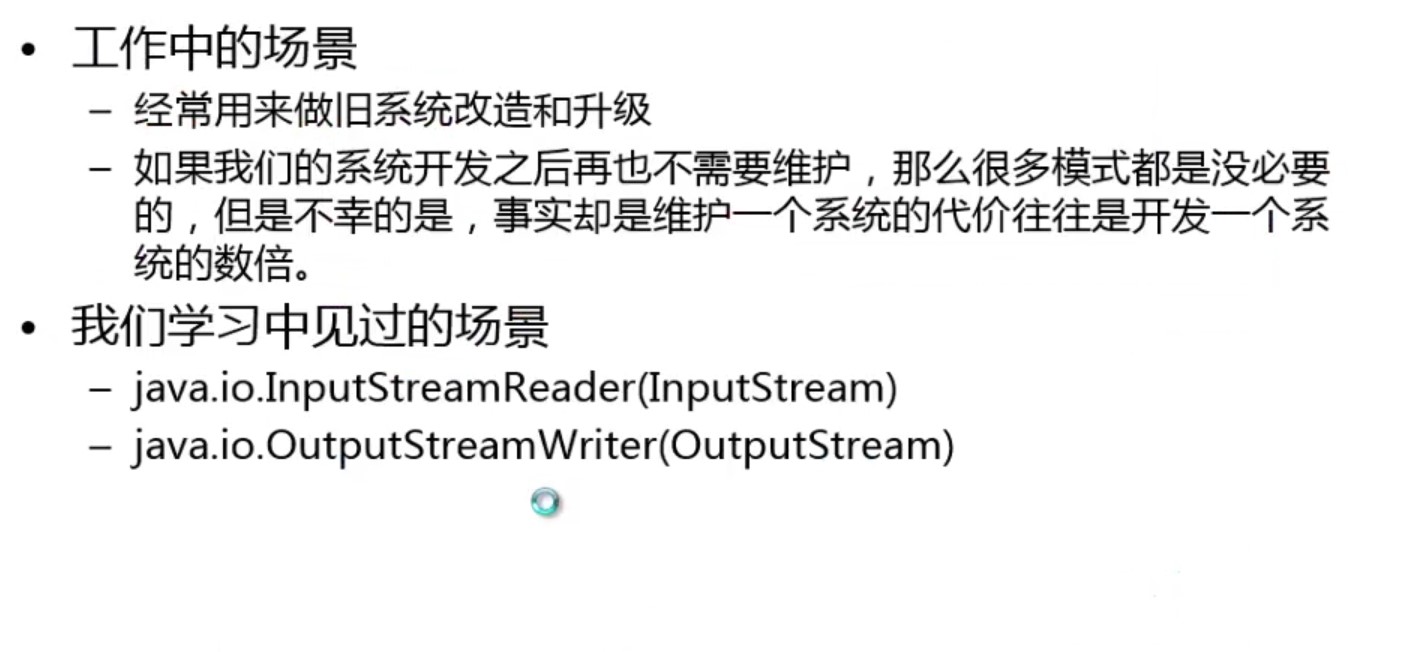 • 工作中的场景
– 经常用来做旧系统改造和升级
– 如果我们的系统开发之后再也不需要维护，那么很多模式都是没必要
的，但是不幸的是，事实却是维护一个系统的代价往往是开发一个系
统的数倍。
• 我们学习中见过的场景
– java.io.InputStreamReader(InputStream)
– java.io.OutputStreamWriter(OutputStream)